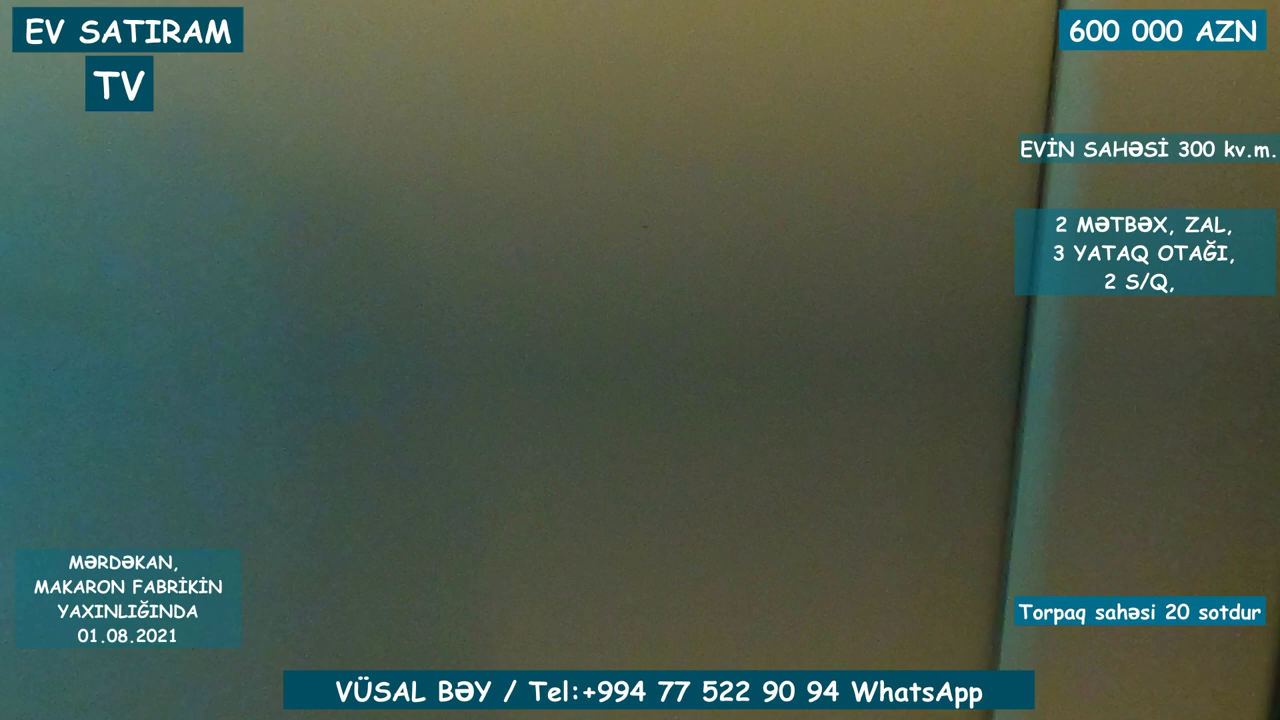 EV SATIRAM
TV
600 000 AZN
EVİN SAHƏSİ 300 kv.m.
2 MƏTBƏX, ZAL,
3 YATAQ OTAĞI,
2 S/Q,
MƏRDƏKAN,
MAKARON FABRİKİN
YAXINLIĞINDA
01.08.2021
Torpaq sahəsi 20 sotdur
VÜSAL BƏY / Tel:+994 77 522 90 94 WhatsApp